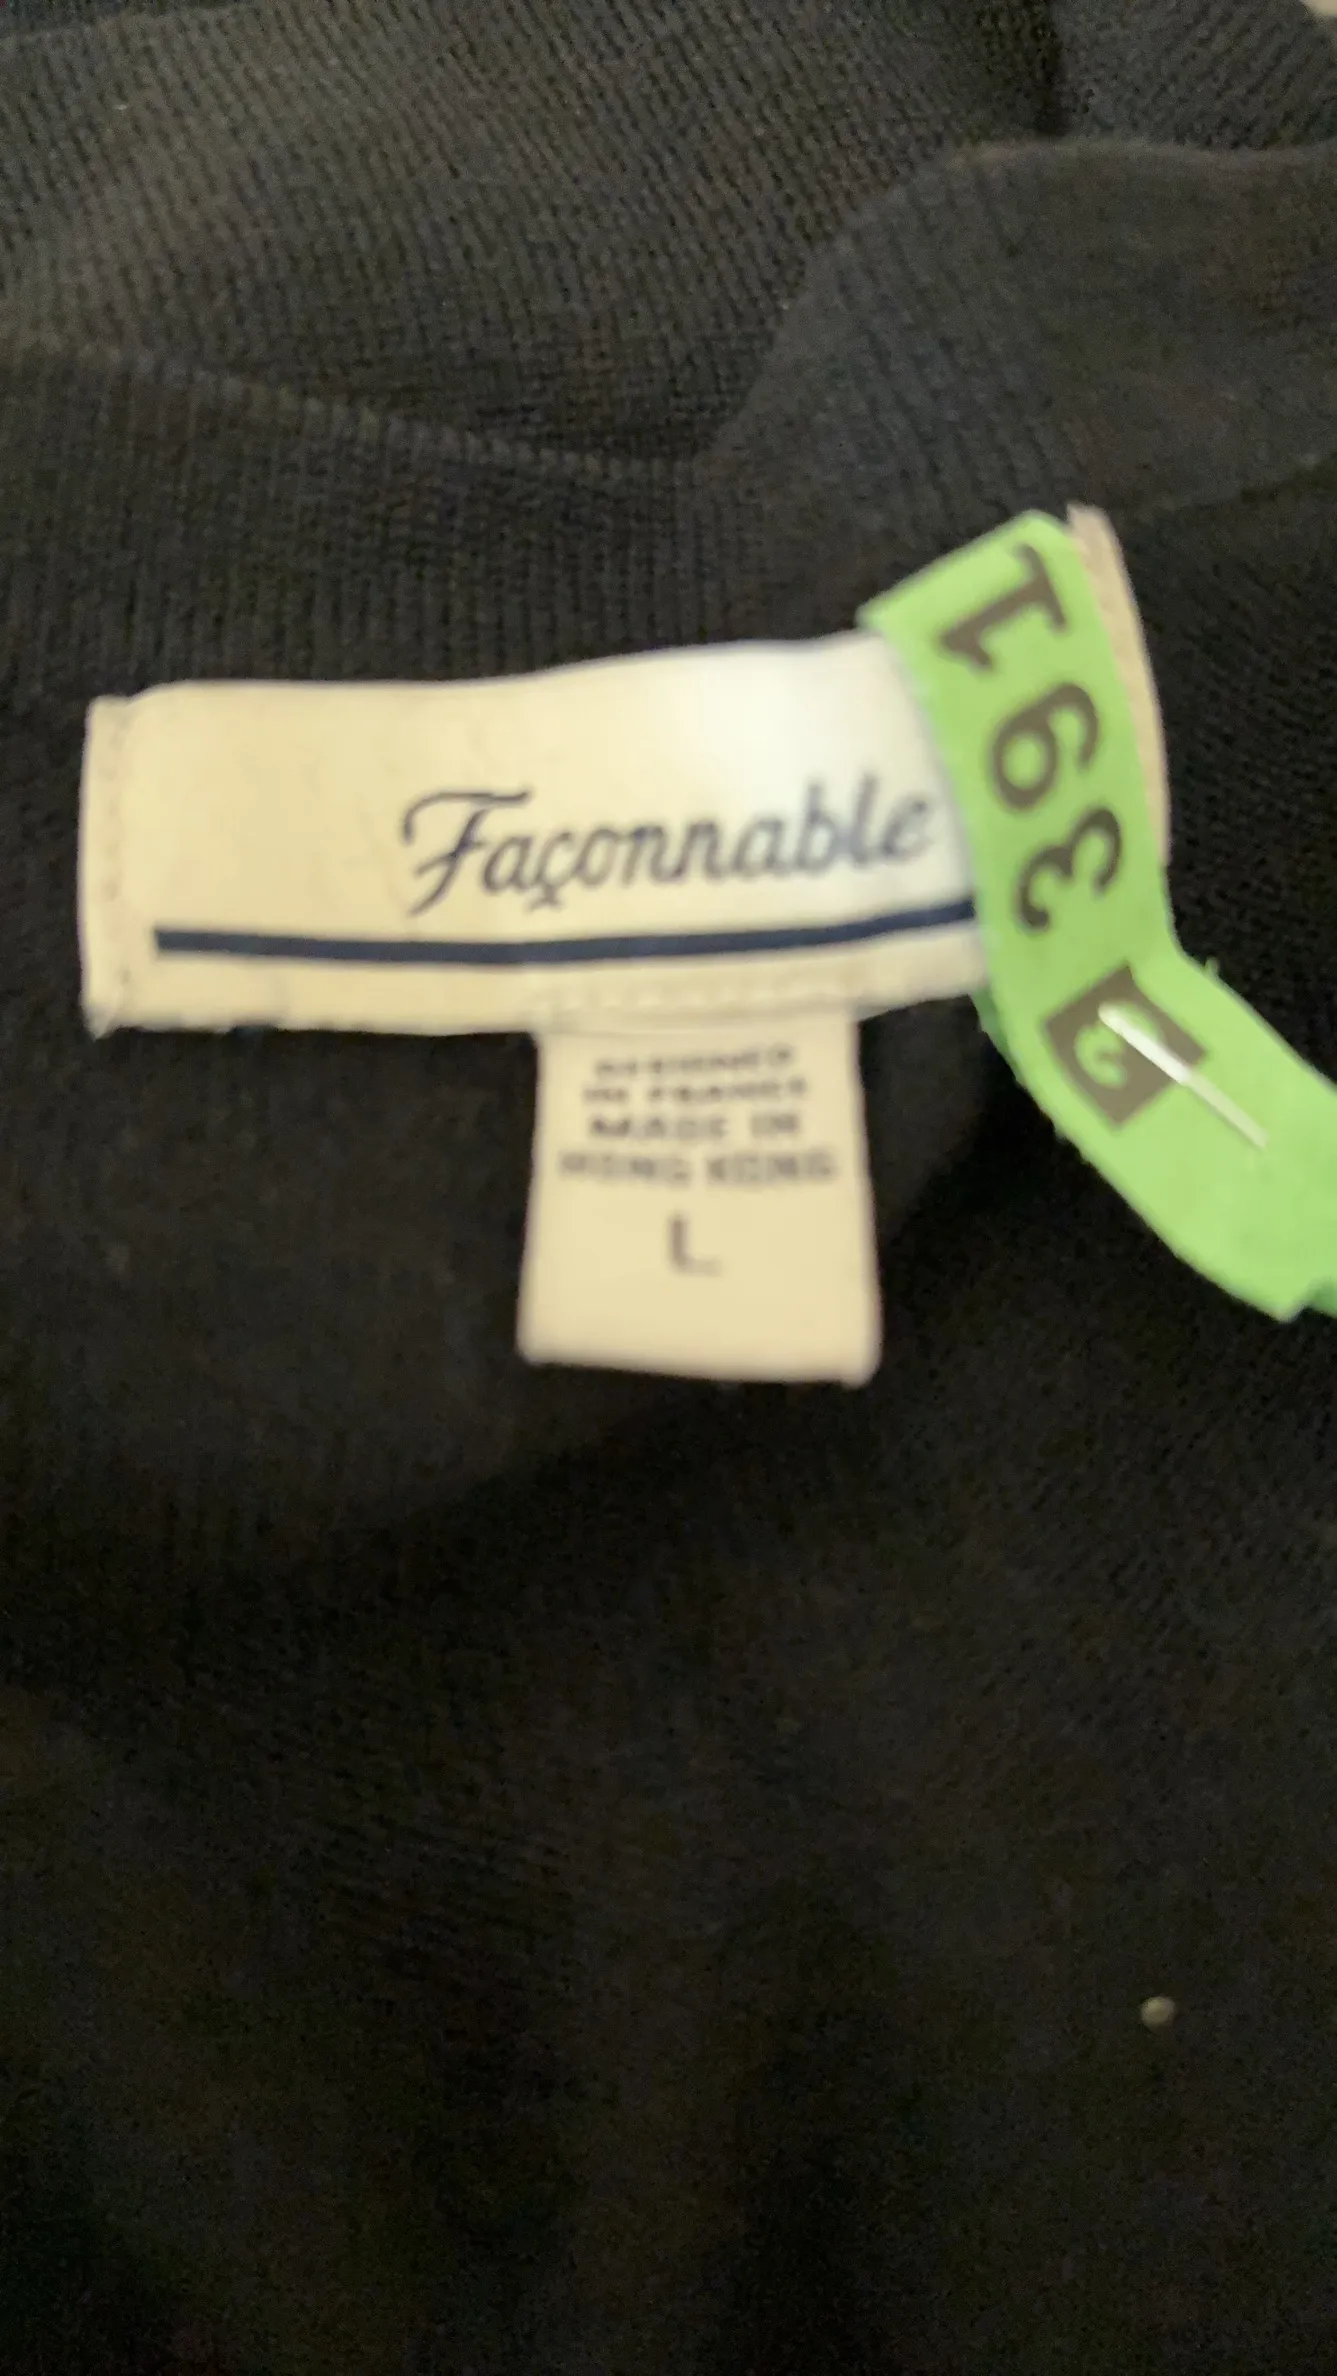 Façonnable
DESIGNED
IN FRANCE
MADE IN
HONG KONG
L
391